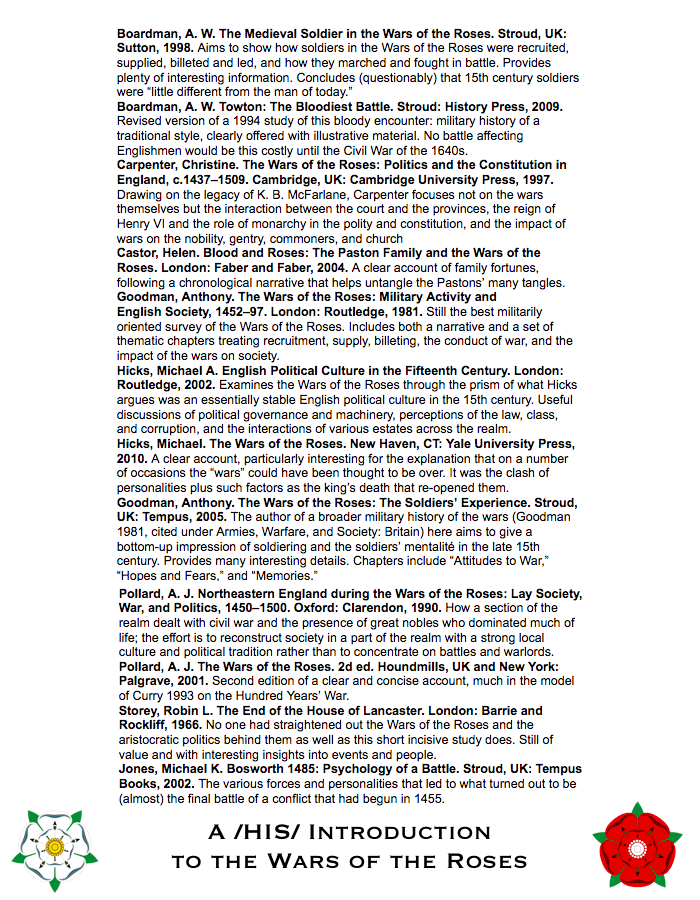 Boardman, A. W. The Medieval Soldier in the Wars of the Roses. Stroud, UK:
Sutton, 1998. Aims to show how soldiers in the Wars of the Roses were recruited,
supplied, billeted and led, and how they marched and fought in battle. Provides
plenty of interesting information. Concludes (questionably) that 15th century soldiers
were “little different from the man of today.”
Boardman, A. W. Towton: The Bloodiest Battle. Stroud: History Press, 2009.
Revised version of a 1994 study of this bloody encounter: military history of a
traditional style, clearly offered with illustrative material. No battle affecting
Englishmen would be this costly until the Civil War of the 1640s.
Carpenter, Christine. The Wars of the Roses: Politics and the Constitution in
England, c.1437–1509. Cambridge, UK: Cambridge University Press, 1997.
Drawing on the legacy of K. B. McFarlane, Carpenter focuses not on the wars
themselves but the interaction between the court and the provinces, the reign of
Henry VI and the role of monarchy in the polity and constitution, and the impact of
wars on the nobility, gentry, commoners, and church
Castor, Helen. Blood and Roses: The Paston Family and the Wars of the
Roses. London: Faber and Faber, 2004. A clear account of family fortunes,
following a chronological narrative that helps untangle the Pastons’ many tangles.
Goodman, Anthony. The Wars of the Roses: Military Activity and
English Society, 1452–97. London: Routledge, 1981. Still the best militarily
oriented survey of the Wars of the Roses. Includes both a narrative and a set of
thematic chapters treating recruitment, supply, billeting, the conduct of war, and the
impact of the wars on society.
Hicks, Michael A. English Political Culture in the Fifteenth Century. London:
Routledge, 2002. Examines the Wars of the Roses through the prism of what Hicks
argues was an essentially stable English political culture in the 15th century. Useful
discussions of political governance and machinery, perceptions of the law, class,
and corruption, and the interactions of various estates across the realm.
Hicks, Michael. The Wars of the Roses. New Haven, CT: Yale University Press,
2010. A clear account, particularly interesting for the explanation that on a number
of occasions the “wars” could have been thought to be over. It was the clash of
personalities plus such factors as the king’s death that re-opened them.
Goodman, Anthony. The Wars of the Roses: The Soldiers’ Experience. Stroud,
UK: Tempus, 2005. The author of a broader military history of the wars (Goodman
1981, cited under Armies, Warfare, and Society: Britain) here aims to give a
bottom-up impression of soldiering and the soldiers’ mentalité in the late 15th
century. Provides many interesting details. Chapters include “Attitudes to War,”
“Hopes and Fears,” and “Memories.”
Pollard, A. J. Northeastern England during the Wars of the Roses: Lay Society,
War, and Politics, 1450–1500. Oxford: Clarendon, 1990. How a section of the
realm dealt with civil war and the presence of great nobles who dominated much of
life; the effort is to reconstruct society in a part of the realm with a strong local
culture and political tradition rather than to concentrate on battles and warlords.
Pollard, A. J. The Wars of the Roses. 2d ed. Houndmills, UK and New York:
Palgrave, 2001. Second edition of a clear and concise account, much in the model
of Curry 1993 on the Hundred Years’ War.
Storey, Robin L. The End of the House of Lancaster. London: Barrie and
Rockliff, 1966. No one had straightened out the Wars of the Roses and the
aristocratic politics behind them as well as this short incisive study does. Still of
value and with interesting insights into events and people.
Jones, Michael K. Bosworth 1485: Psychology of a Battle. Stroud, UK: Tempus
Books, 2002. The various forces and personalities that led to what turned out to be
(almost) the final battle of a conflict that had begun in 1455.
A /HIS/ Introduction
to the Wars of the Roses